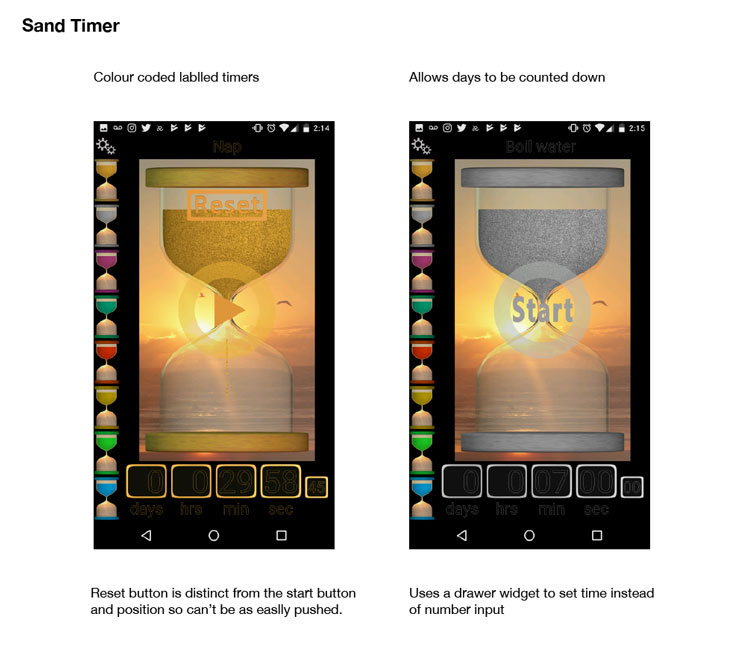 Sand Timer
Colour coded lablled timers
Allows days to be counted down
2:14
Nap
Reset
0 0 29 58 45
days hrs min sec
2:15
Boil water
Start
0 0 07 00 00
days hrs min sec
Reset button is distinct from the start button
and position so can't be as easlly pushed.
Uses a drawer widget to set time instead
of number input